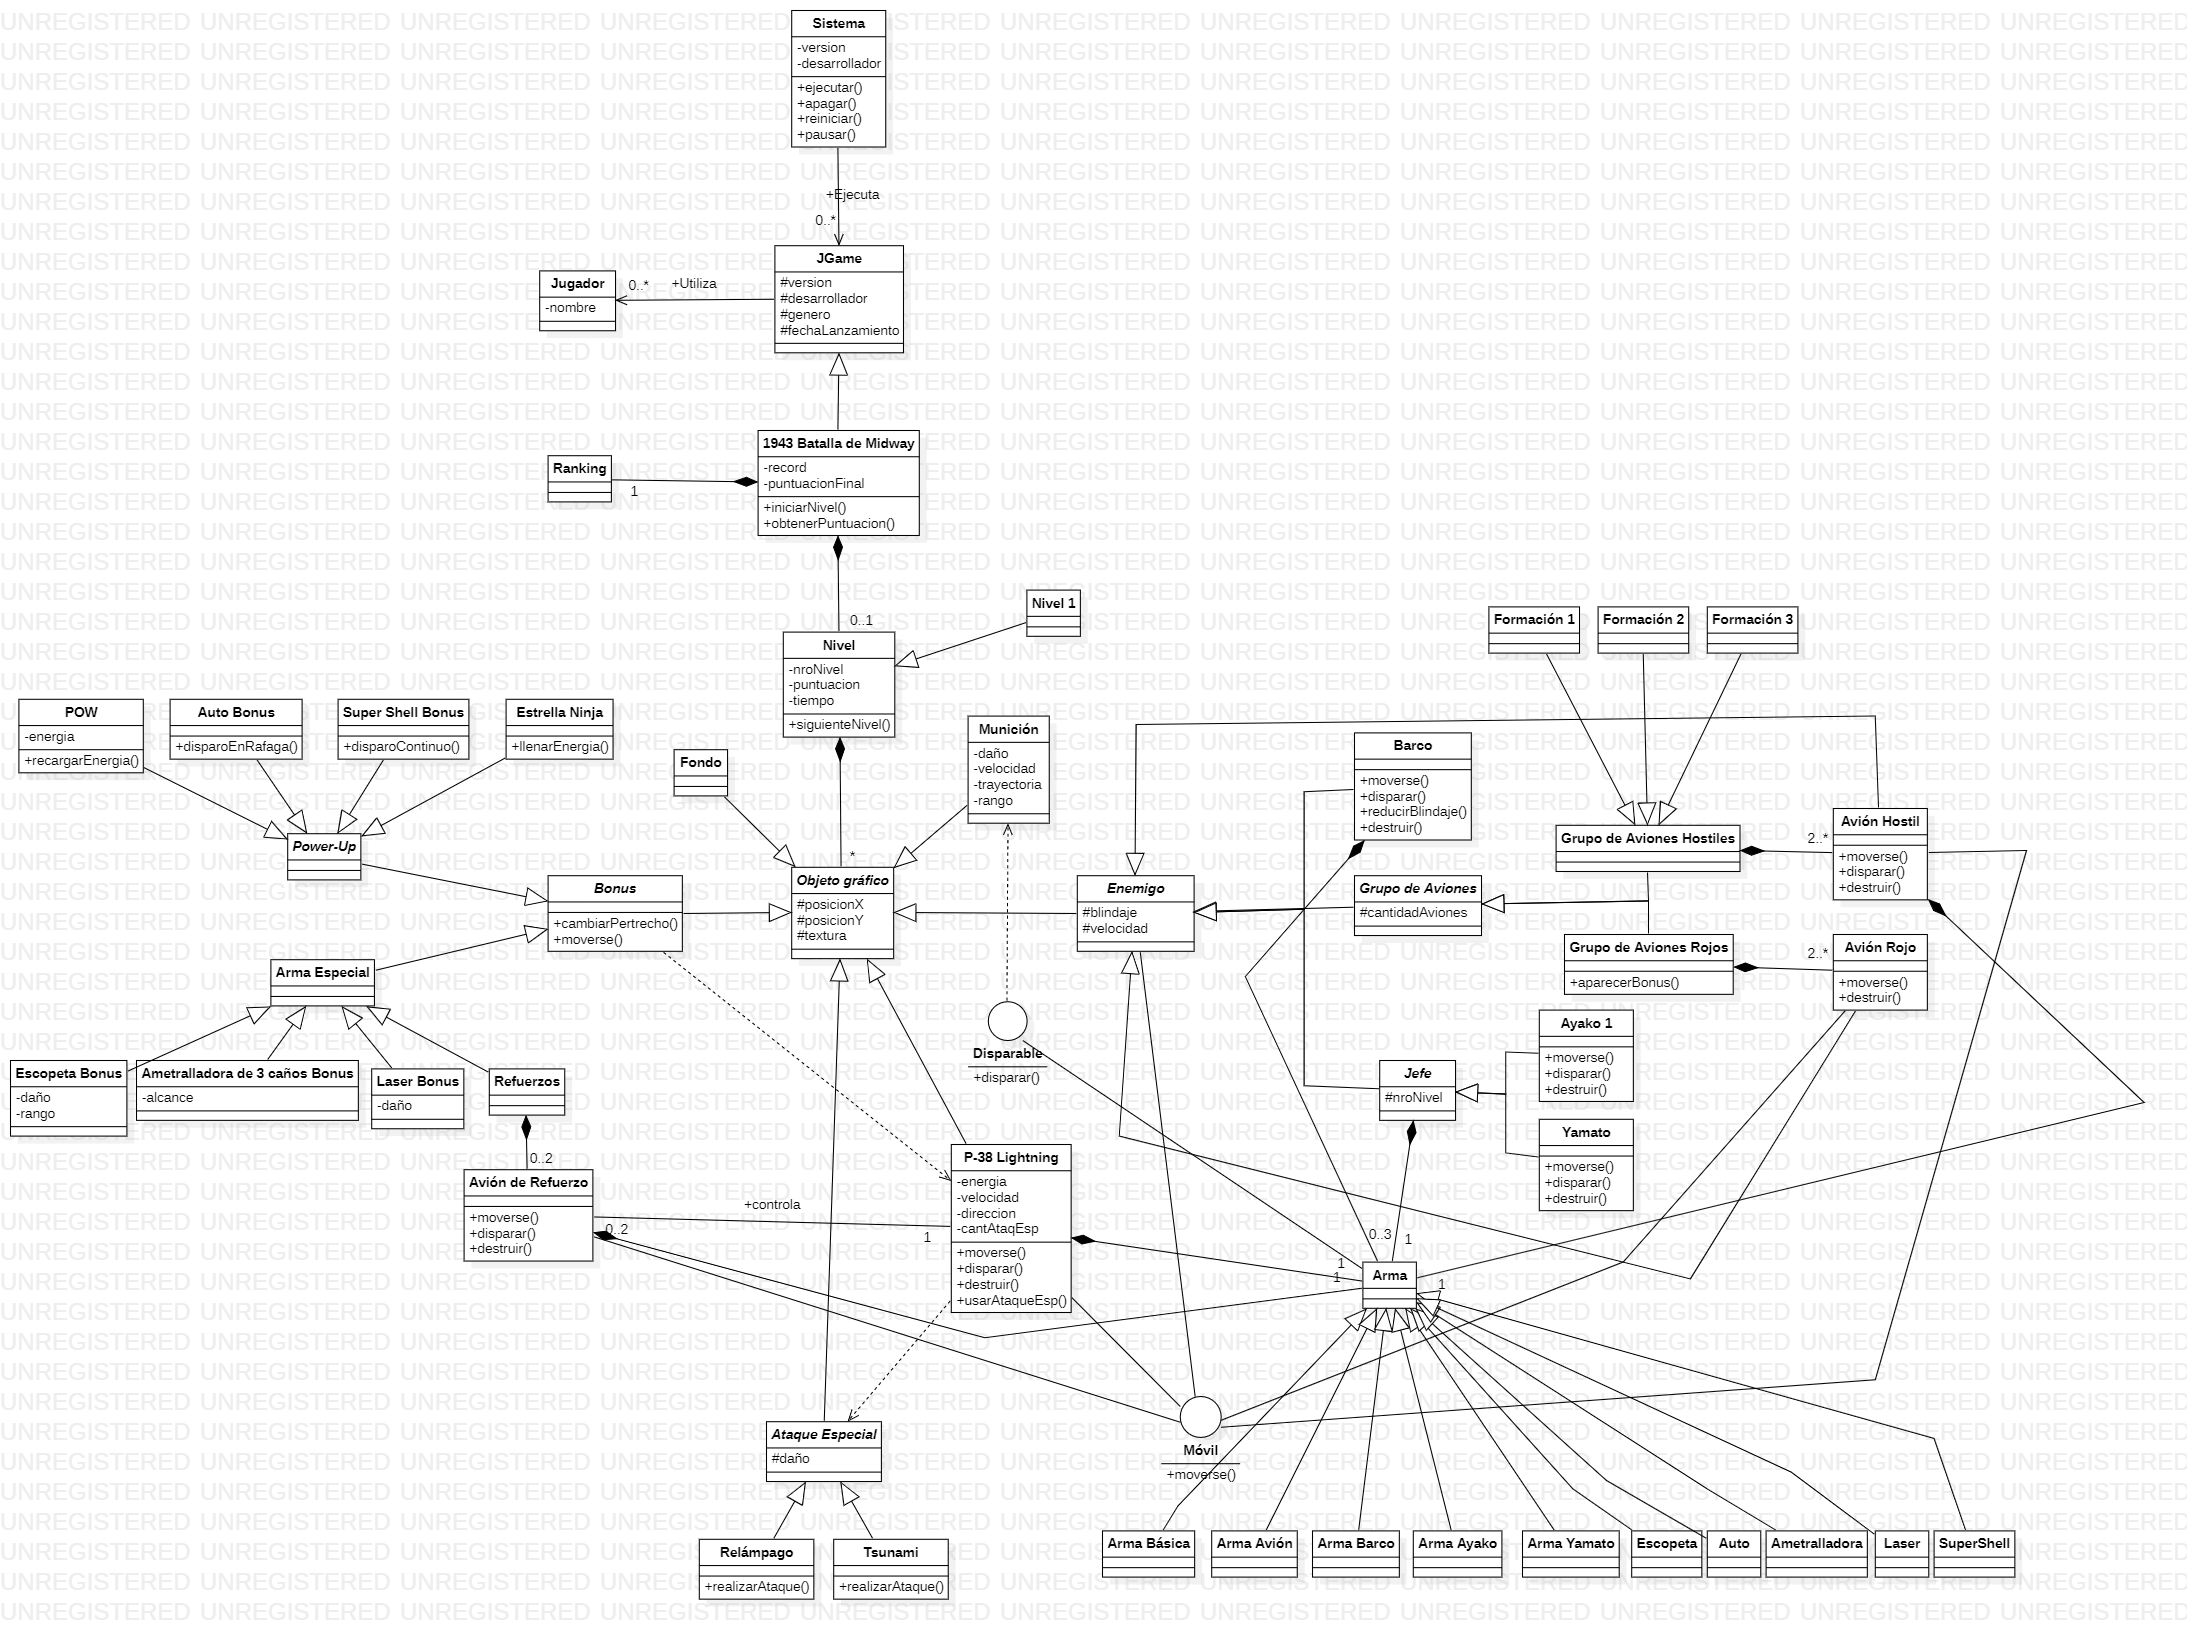 Sistema
-version
-desarrollador
+ejecutar()
+apagar()
+reiniciar()
+pausar()
+Ejecuta
0..*
JGame
#version
#desarrollador
#genero
#fechaLanzamiento
Jugador
-nombre
0..*
+Utiliza
1943 Batalla de Midway
-record
-puntuacionFinal
+iniciarNivel()
+obtenerPuntuacion()
Ranking
1
0..1
Nivel 1
Nivel
-nroNivel
-puntuacion
-tiempo
+siguienteNivel()
Formación 1
Formación 2
Formación 3
POW
-energia
+recargarEnergia()
Auto Bonus
+disparoEnRafaga()
Super Shell Bonus
+disparoContinuo()
Estrella Ninja
+llenarEnergia()
Fondo
Munición
-daño
-velocidad
-trayectoria
-rango
Barco
+moverse()
+disparar()
+reducirBlindaje()
+destruir()
Grupo de Aviones Hostiles
2..*
Avión Hostil
+moverse()
+disparar()
+destruir()
Power-Up
Bonus
+cambiarPertrecho()
+moverse()
*
Objeto gráfico
#posicionX
#posicionY
#textura
Enemigo
#blindaje
#velocidad
Grupo de Aviones
#cantidadAviones
Grupo de Aviones Rojos
+aparecerBonus()
2..*
Avión Rojo
+moverse()
+destruir()
Arma Especial
Disparable
+disparar()
Ayako 1
+moverse()
+disparar()
+destruir()
Jefe
#nroNivel
Yamato
+moverse()
+disparar()
+destruir()
Escopeta Bonus
-daño
-rango
Ametralladora de 3 caños Bonus
-alcance
Laser Bonus
-daño
Refuerzos
0..2
Avión de Refuerzo
+moverse()
+disparar()
+destruir()
0..2
+controla
1
P-38 Lightning
-energia
-velocidad
-direccion
-cantAtaqEsp
+moverse()
+disparar()
+destruir()
+usarAtaqueEsp()
0..3
1
1
1
1
Arma
Móvil
+moverse()
Ataque Especial
#daño
Relámpago
+realizarAtaque()
Tsunami
+realizarAtaque()
Arma Básica
Arma Avión
Arma Barco
Arma Ayako
Arma Yamato
Escopeta
Auto
Ametralladora
Laser
SuperShell
UNREGISTERED